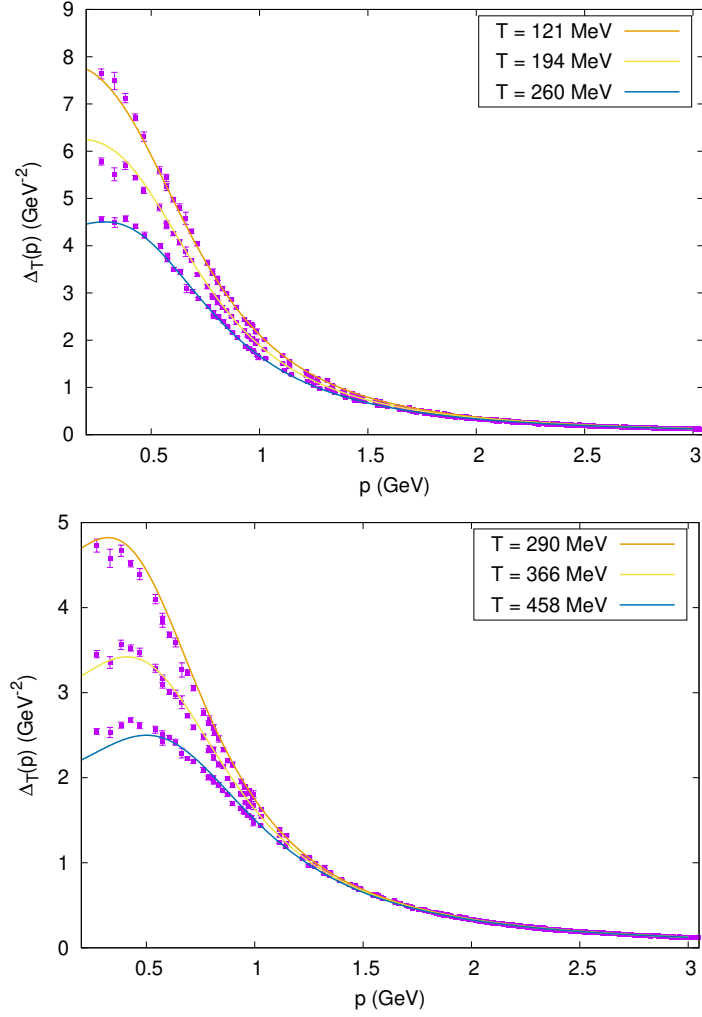 9
8
7
6
5
4
3
2
1
0
Δ_T(p) (GeV⁻²)
T = 121 MeV
T = 194 MeV
T = 260 MeV
0.5 1 1.5 2 2.5 3
p (GeV)
5
4
3
2
1
0
Δ_T(p) (GeV⁻²)
T = 290 MeV
T = 366 MeV
T = 458 MeV
0.5 1 1.5 2 2.5 3
p (GeV)